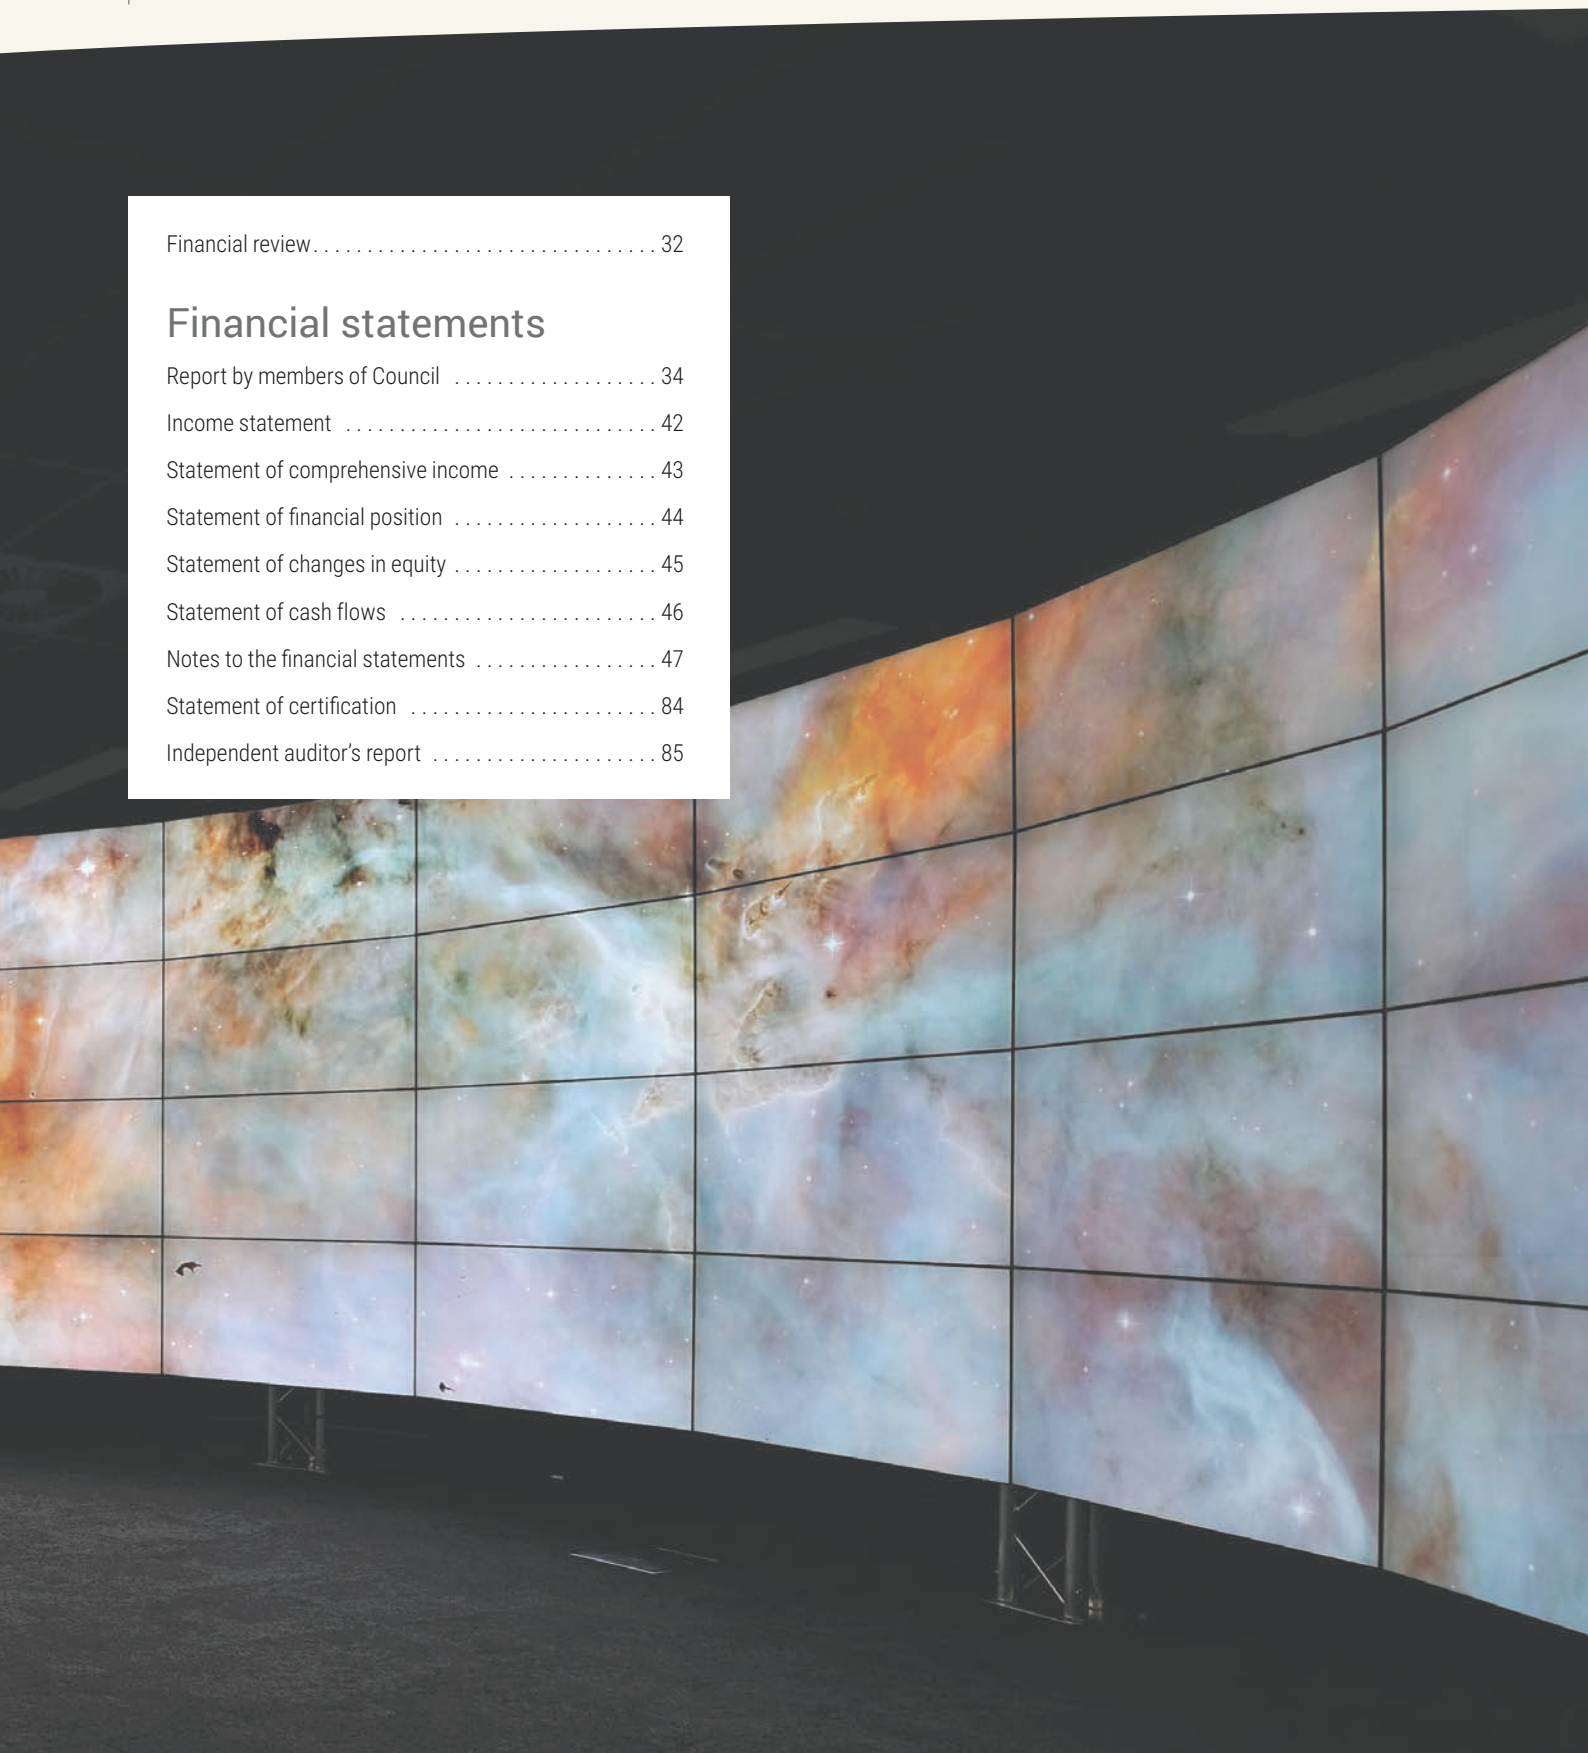 Financial review. . . . . . . . . . . . . . . . . . . . . . . . . . . . . . . . 32
Financial statements
Report by members of Council . . . . . . . . . . . . . . . . . . . 34
Income statement . . . . . . . . . . . . . . . . . . . . . . . . . . . . . 42
Statement of comprehensive income . . . . . . . . . . . . . . 43
Statement of financial position . . . . . . . . . . . . . . . . . . . 44
Statement of changes in equity . . . . . . . . . . . . . . . . . . . 45
Statement of cash flows . . . . . . . . . . . . . . . . . . . . . . . . 46
Notes to the financial statements . . . . . . . . . . . . . . . . . 47
Statement of certification . . . . . . . . . . . . . . . . . . . . . . . 84
Independent auditor’s report . . . . . . . . . . . . . . . . . . . . . 85